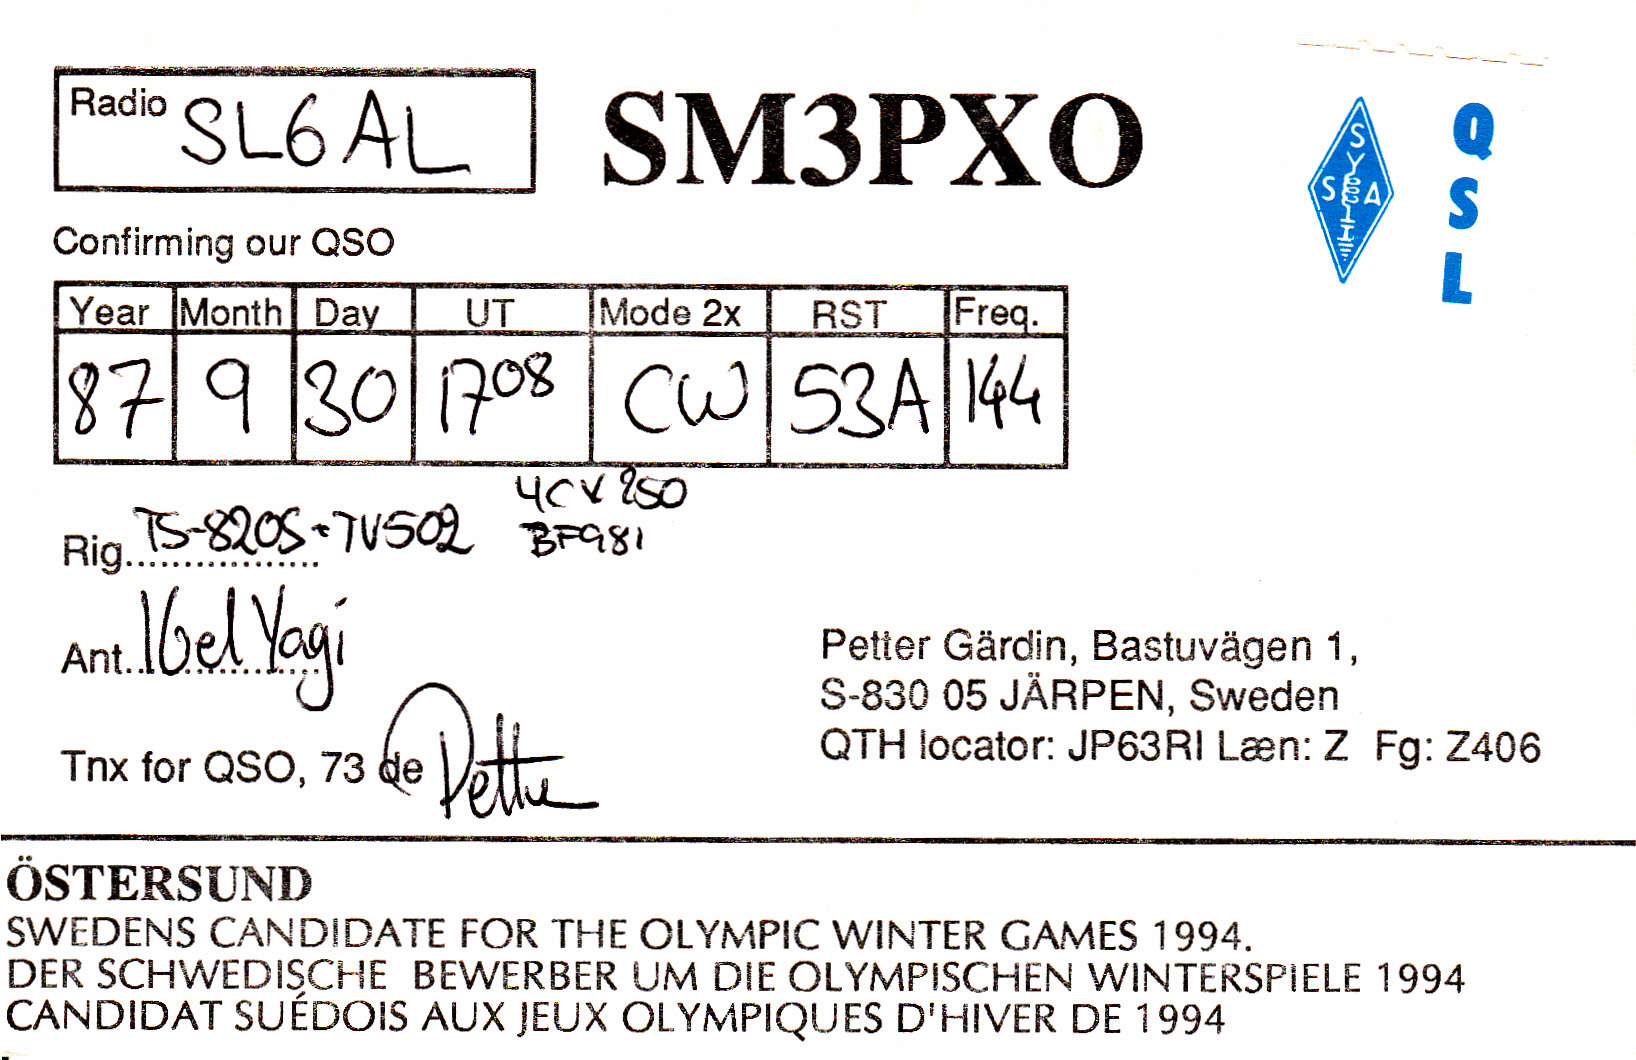 Radio SL6AL
SM3PXO
SSA
QSL
Confirming our QSO
Year Month Day UT Mode 2x RST Freq.
87 9 30 1708 CW 53A 144
4CX250
Rig. TS-820S + TV502 BF981
Ant. 16el Yagi
Petter Gärdin, Bastuvägen 1,
S-830 05 JÄRPEN, Sweden
QTH locator: JP63RI Læn: Z Fg: Z406
Tnx for QSO, 73 de Petter
ÖSTERSUND
SWEDENS CANDIDATE FOR THE OLYMPIC WINTER GAMES 1994.
DER SCHWEDISCHE BEWERBER UM DIE OLYMPISCHEN WINTERSPIELE 1994
CANDIDAT SUÉDOIS AUX JEUX OLYMPIQUES D'HIVER DE 1994